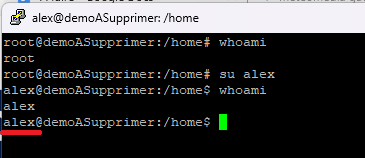 alex@demoASupprimer: /home
root@demoASupprimer:/home# whoami
root
root@demoASupprimer:/home# su alex
alex@demoASupprimer:/home$ whoami
alex
alex@demoASupprimer:/home$